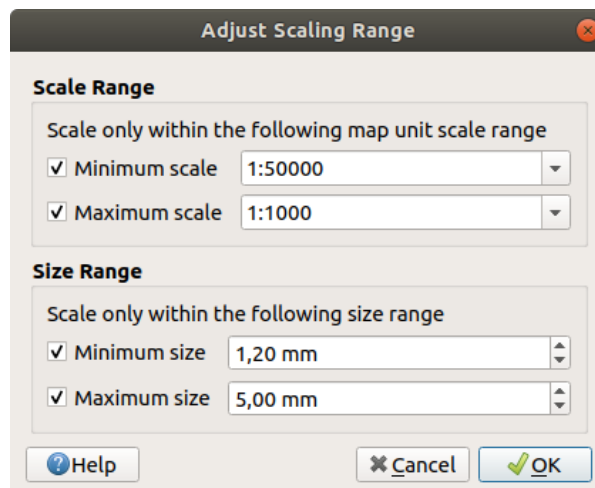 Adjust Scaling Range
Scale Range
Scale only within the following map unit scale range
Minimum scale 1:50000
Maximum scale 1:1000
Size Range
Scale only within the following size range
Minimum size 1,20 mm
Maximum size 5,00 mm
Help Cancel OK